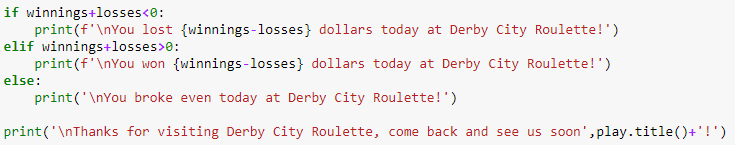 if winnings+losses<0:
    print(f'\nYou lost {winnings-losses} dollars today at Derby City Roulette!')
elif winnings+losses>0:
    print(f'\nYou won {winnings-losses} dollars today at Derby City Roulette!')
else:
    print('\nYou broke even today at Derby City Roulette!')

print('\nThanks for visiting Derby City Roulette, come back and see us soon',play.title()+'!')